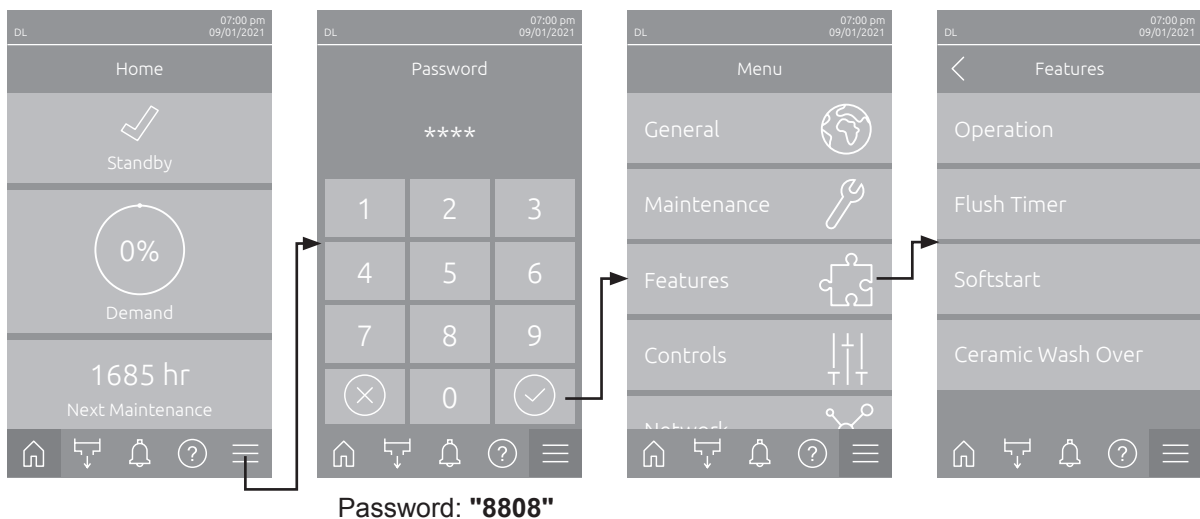 DL
07:00 pm
09/01/2021
Home
Standby
0%
Demand
1685 hr
Next Maintenance
?
DL
07:00 pm
09/01/2021
Password
****
1 2 3
4 5 6
7 8 9
0
?
Password: "8808"
DL
07:00 pm
09/01/2021
Menu
General
Maintenance
Features
Controls
Network
?
DL
07:00 pm
09/01/2021
Features
Operation
Flush Timer
Softstart
Ceramic Wash Over
?